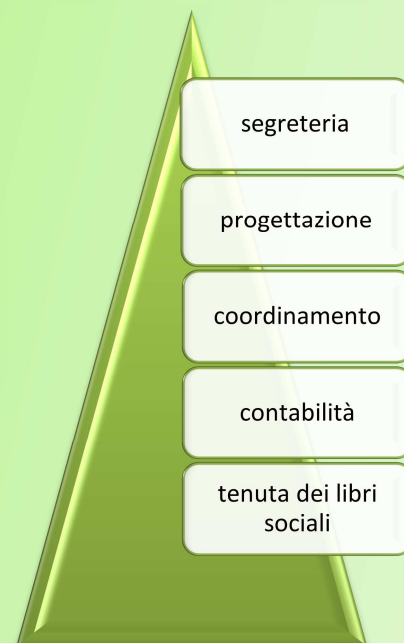 segreteria
progettazione
coordinamento
contabilità
tenuta dei libri
sociali